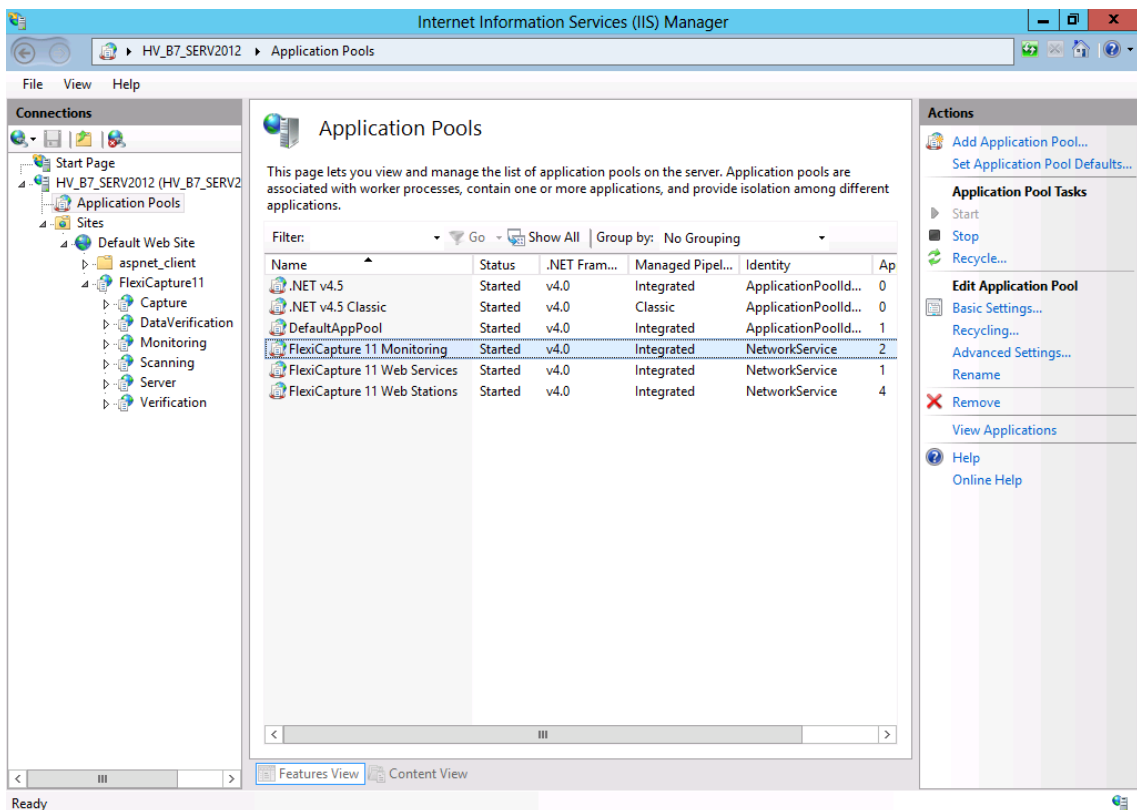 Internet Information Services (IIS) Manager
HV_B7_SERV2012 Application Pools
File View Help
Connections
Start Page
HV_B7_SERV2012 (HV_B7_SERV2
Application Pools
Sites
Default Web Site
aspnet_client
FlexiCapture11
Capture
DataVerification
Monitoring
Scanning
Server
Verification
Application Pools
This page lets you view and manage the list of application pools on the server. Application pools are
associated with worker processes, contain one or more applications, and provide isolation among different
applications.
Filter: Go Show All Group by: No Grouping
Name Status .NET Fram... Managed Pipel... Identity Ap
.NET v4.5 Started v4.0 Integrated ApplicationPoolId... 0
.NET v4.5 Classic Started v4.0 Classic ApplicationPoolId... 0
DefaultAppPool Started v4.0 Integrated ApplicationPoolId... 1
FlexiCapture 11 Monitoring Started v4.0 Integrated NetworkService 2
FlexiCapture 11 Web Services Started v4.0 Integrated NetworkService 1
FlexiCapture 11 Web Stations Started v4.0 Integrated NetworkService 4
Features View Content View
Actions
Add Application Pool...
Set Application Pool Defaults...
Application Pool Tasks
Start
Stop
Recycle...
Edit Application Pool
Basic Settings...
Recycling...
Advanced Settings...
Rename
Remove
View Applications
Help
Online Help
Ready